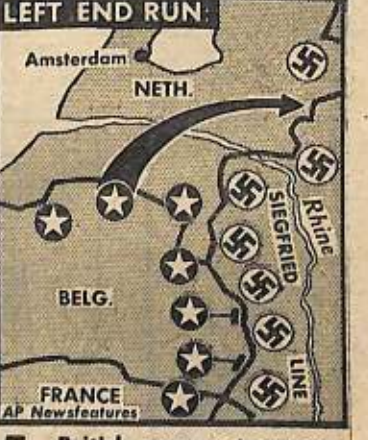 LEFT END RUN
Amsterdam
NETH.
SIEGFRIED
Rhine
BELG.
LINE
FRANCE
AP Newsfeatures